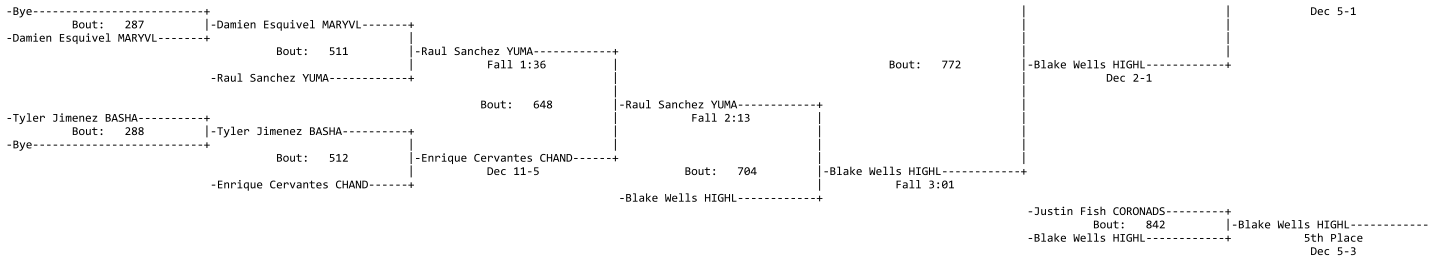 -Bye--------------------------+ | | Dec 5-1
Bout: 287 |-Damien Esquivel MARYVL-------+ | |
-Damien Esquivel MARYVL-------+ | | |
Bout: 511 |-Raul Sanchez YUMA------------+ | |
| Fall 1:36 | Bout: 772 |-Blake Wells HIGHL------------+
-Raul Sanchez YUMA------------+ | | Dec 2-1
| |
Bout: 648 |-Raul Sanchez YUMA------------+ |
-Tyler Jimenez BASHA----------+ | Fall 2:13 | |
Bout: 288 |-Tyler Jimenez BASHA----------+ | | |
-Bye--------------------------+ | | | |
Bout: 512 |-Enrique Cervantes CHAND------+ | |
| Dec 11-5 Bout: 704 |-Blake Wells HIGHL------------+
-Enrique Cervantes CHAND------+ | Fall 3:01
-Blake Wells HIGHL------------+
-Justin Fish CORONADS---------+
Bout: 842 |-Blake Wells HIGHL------------
-Blake Wells HIGHL------------+ 5th Place
Dec 5-3